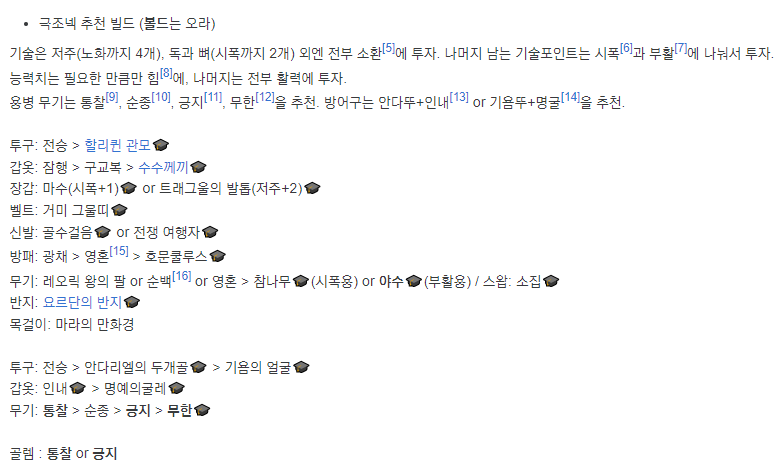 극조넥 추천 빌드 (볼드는 오라)
기술은 저주(노화까지 4개), 독과 뼈(시폭까지 2개) 외엔 전부 소환[5]에 투자. 나머지 남는 기술포인트는 시폭[6]과 부활[7]에 나눠서 투자.
능력치는 필요한 만큼만 힘[8]에, 나머지는 전부 활력에 투자.
용병 무기는 통찰[9], 순종[10], 긍지[11], 무한[12]을 추천. 방어구는 안다뚜+인내[13] or 기욤뚜+명굴[14]을 추천.
투구: 전승 > 할리퀸 관모
갑옷: 잠행 > 구교복 > 수수께끼
장갑: 마수(시폭+1) or 트래그울의 발톱(저주+2)
벨트: 거미 그물띠
신발: 골수걸음 or 전쟁 여행자
방패: 광채 > 영혼[15] > 호문쿨루스
무기: 레오릭 왕의 팔 or 순백[16] or 영혼 > 참나무(시폭용) or 야수(부활용) / 스왑: 소집
반지: 요르단의 반지
목걸이: 마라의 만화경
투구: 전승 > 안다리엘의 두개골 > 기욤의 얼굴
갑옷: 인내 > 명예의굴레
무기: 통찰 > 순종 > 긍지 > 무한
골렘 : 통찰 or 긍지